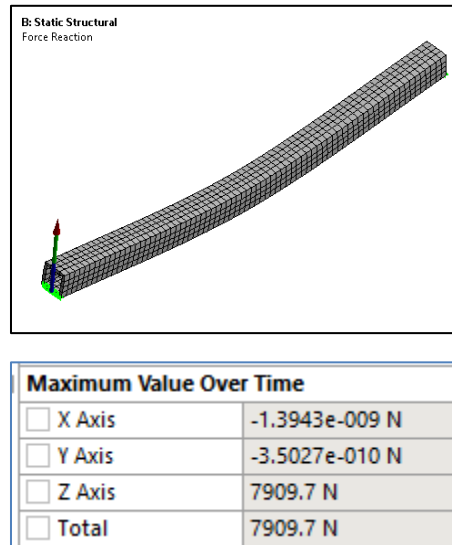 B: Static Structural
Force Reaction
Maximum Value Over Time
X Axis -1.3943e-009 N
Y Axis -3.5027e-010 N
Z Axis 7909.7 N
Total 7909.7 N